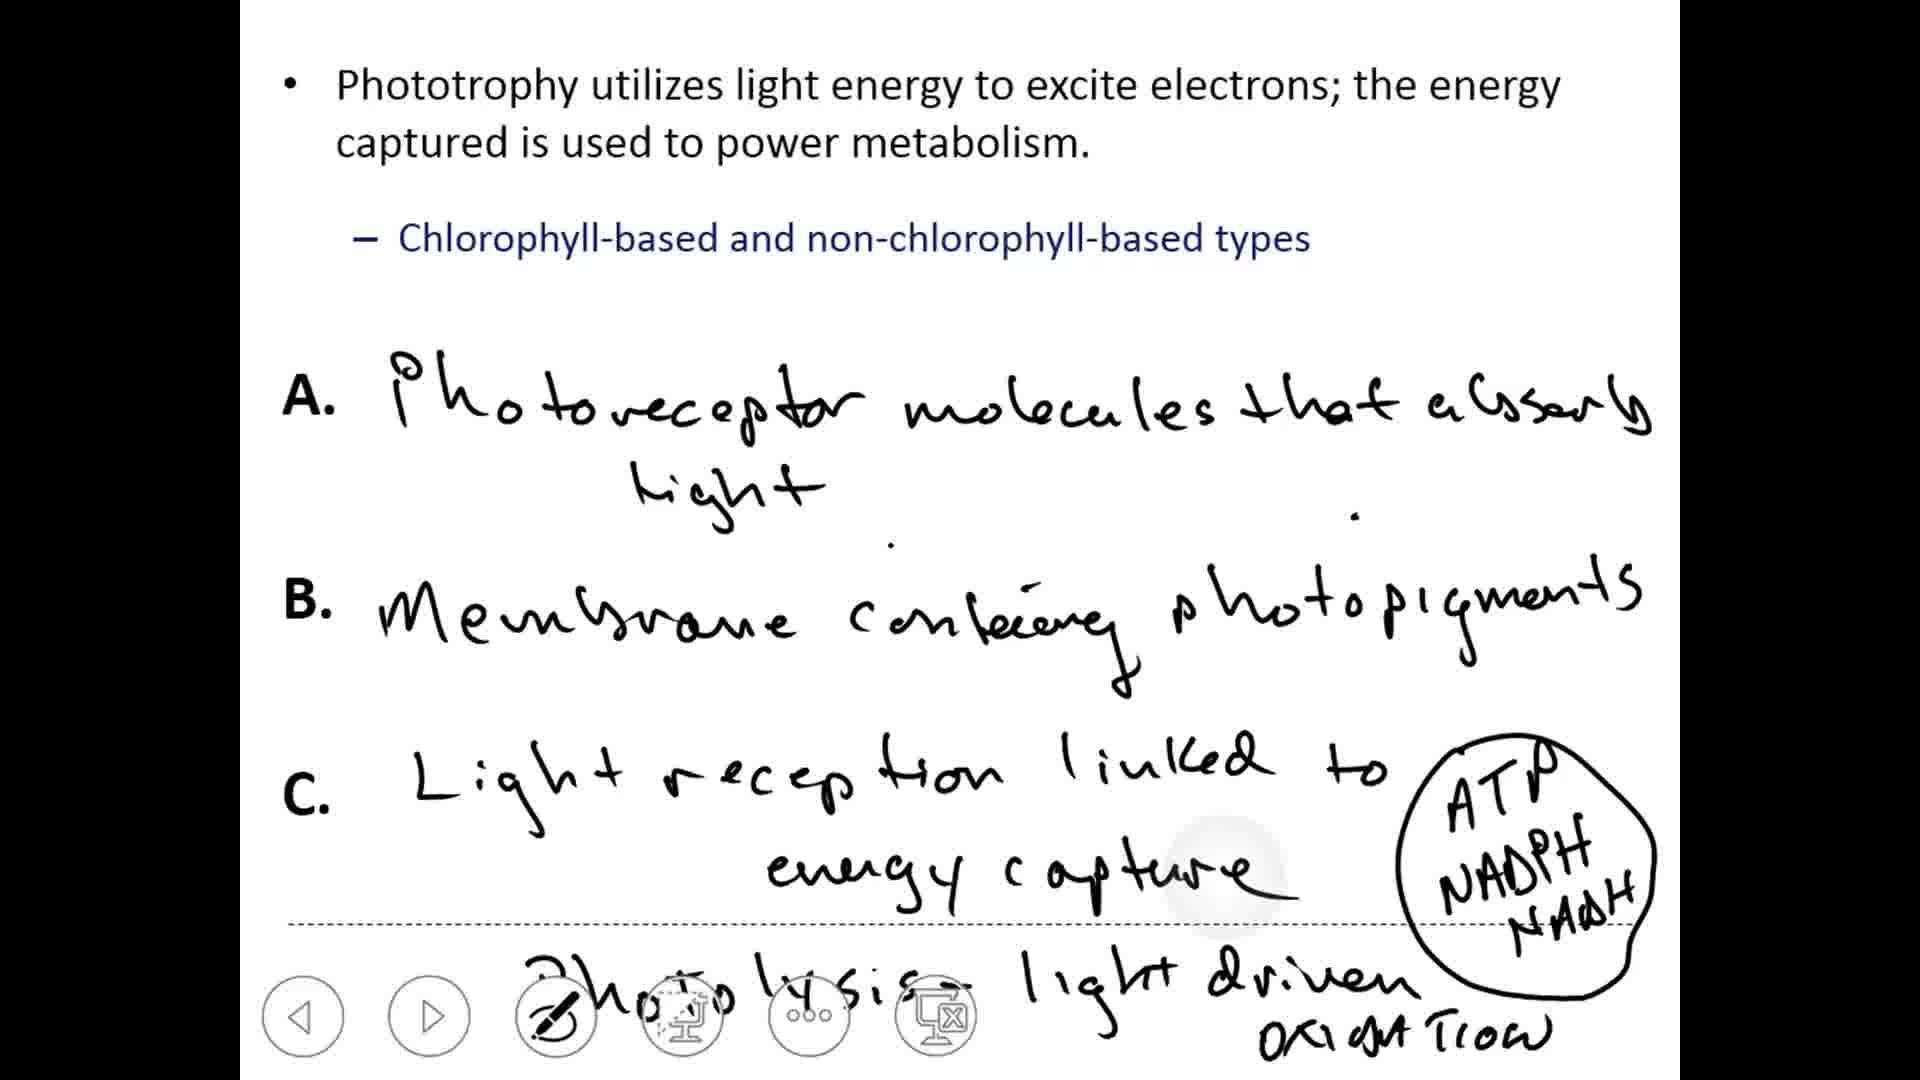 • Phototrophy utilizes light energy to excite electrons; the energy
captured is used to power metabolism.
– Chlorophyll-based and non-chlorophyll-based types
A. Photoreceptor molecules that absorb
light
B. Membrane containing photopigments
C. Light reception linked to
energy capture
ATP
NADPH
NADH
Photolysis - light driven
OXIDATION